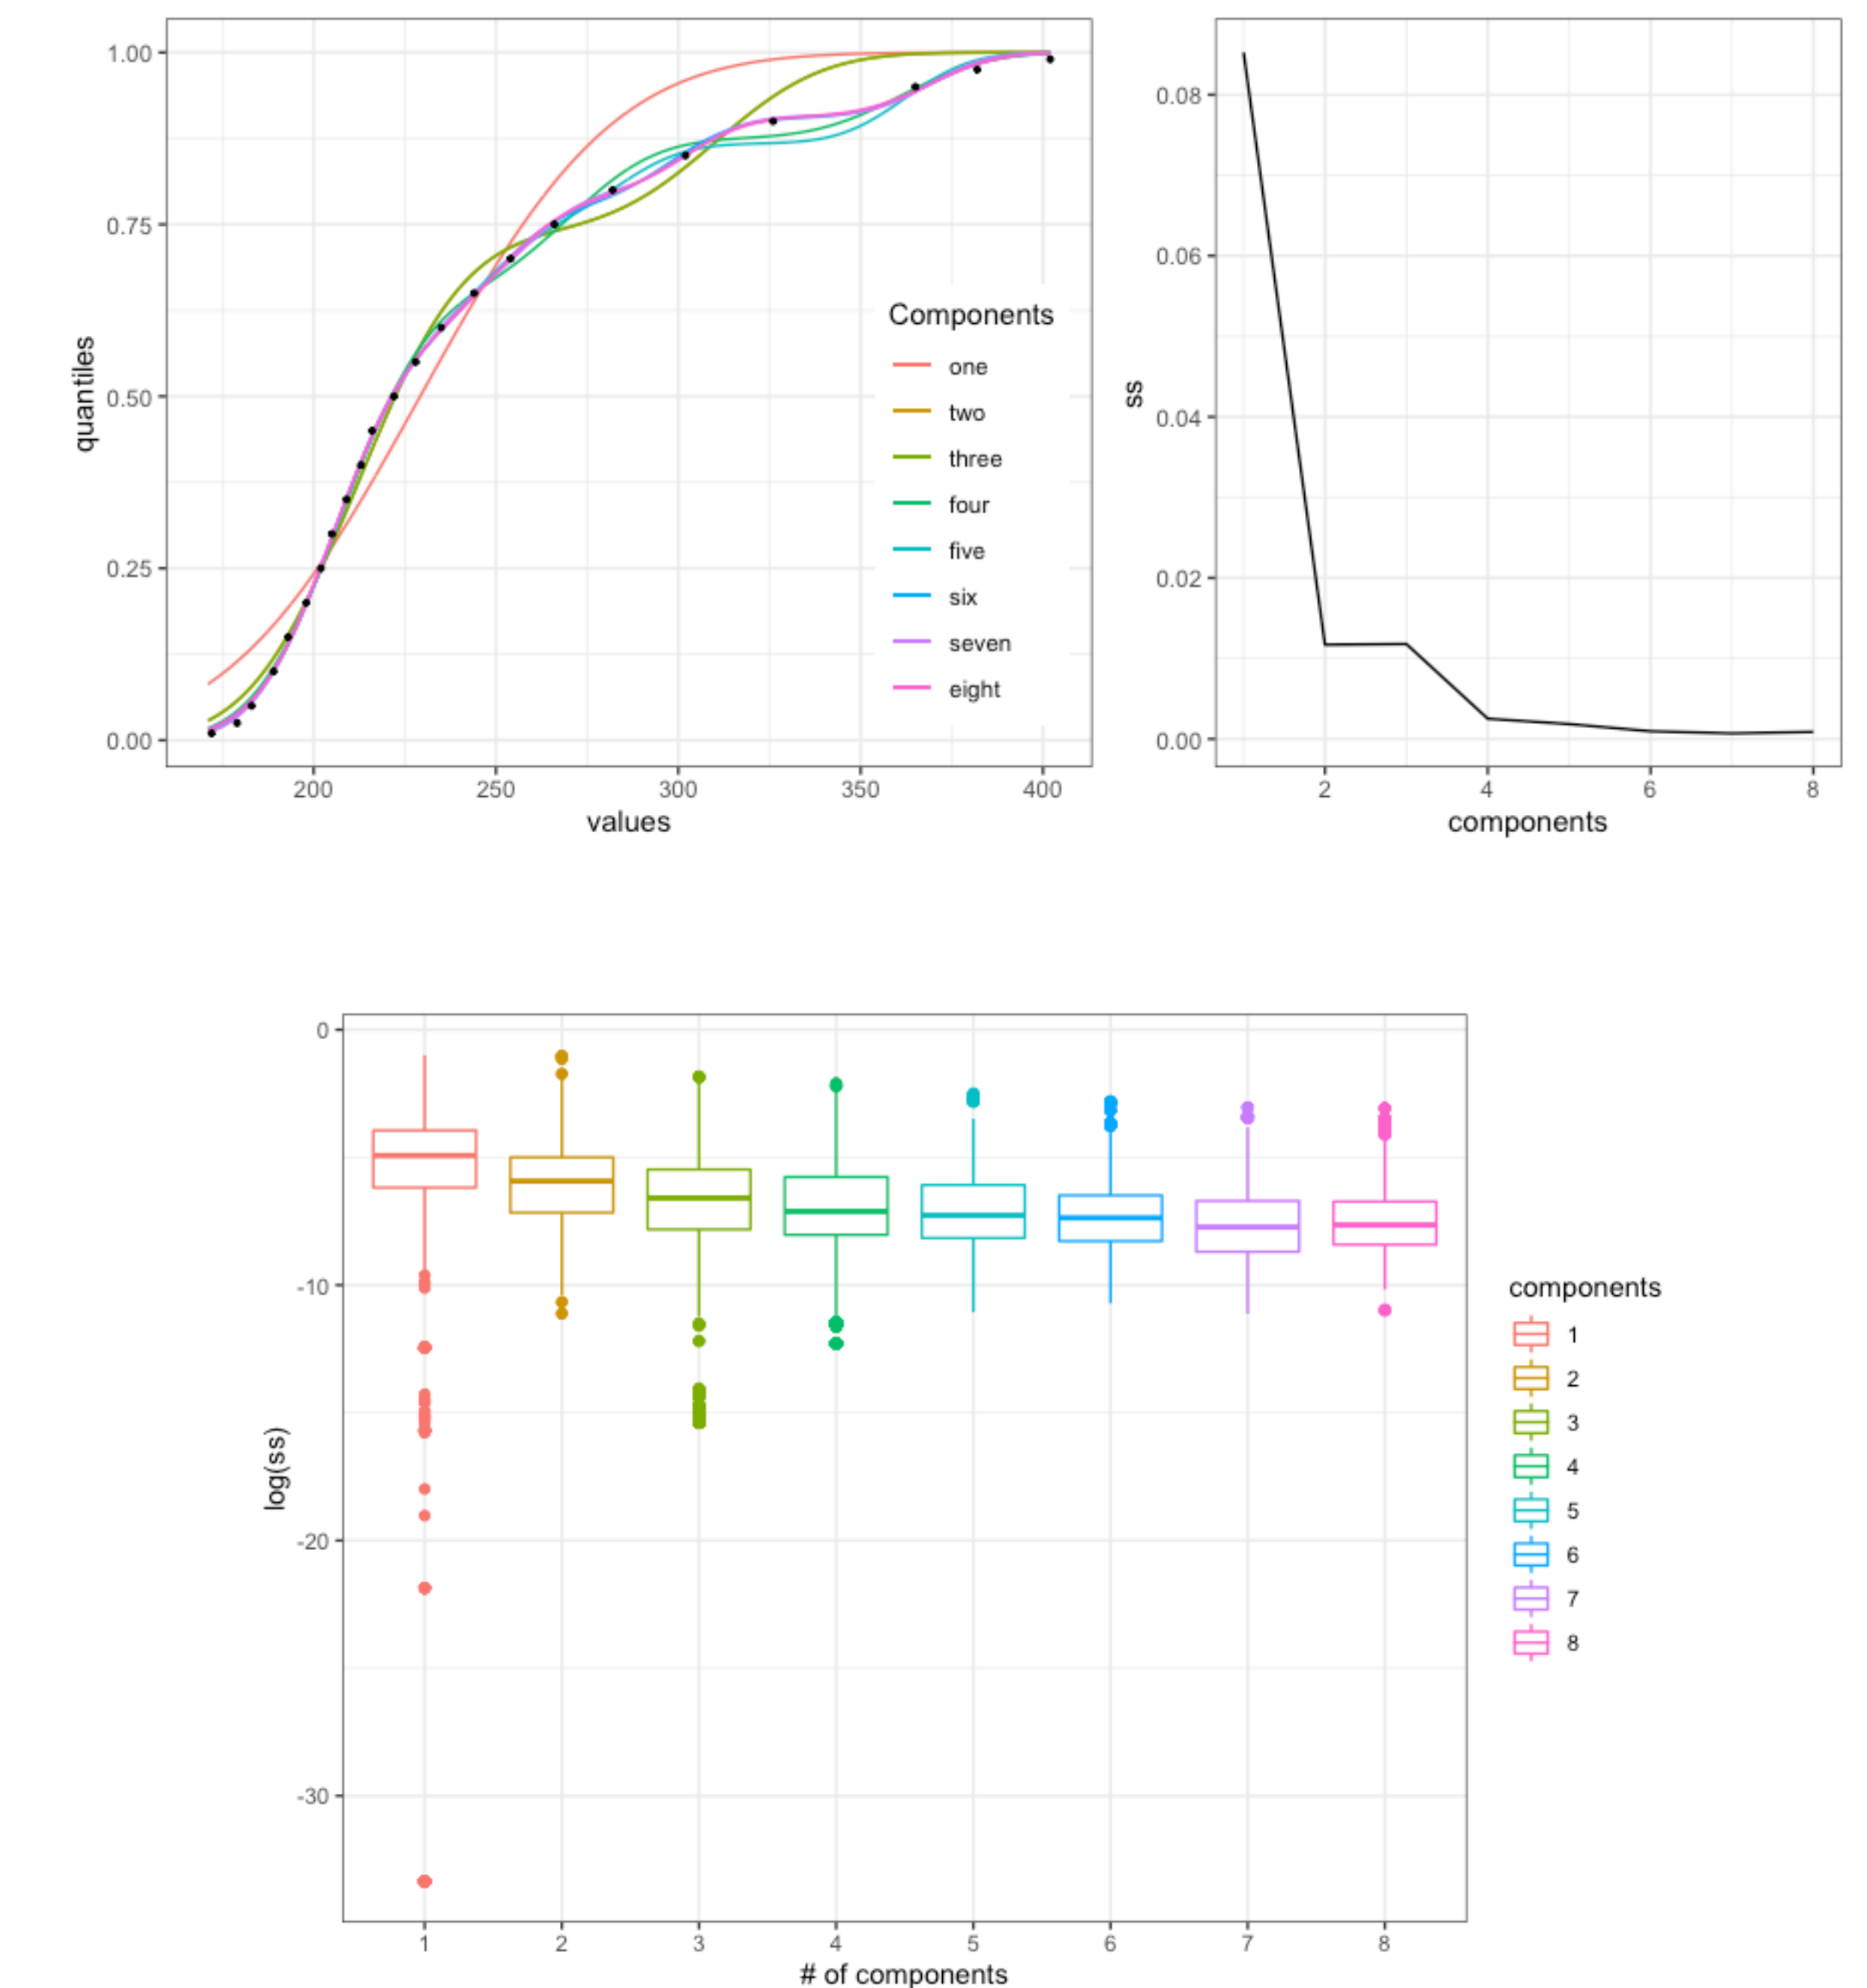 1.00
0.75
0.50
0.25
0.00
quantiles
200 250 300 350 400
values
Components
one
two
three
four
five
six
seven
eight
0.08
0.06
0.04
0.02
0.00
ss
2 4 6 8
components
0
-10
-20
-30
log(ss)
1 2 3 4 5 6 7 8
# of components
components
1
2
3
4
5
6
7
8